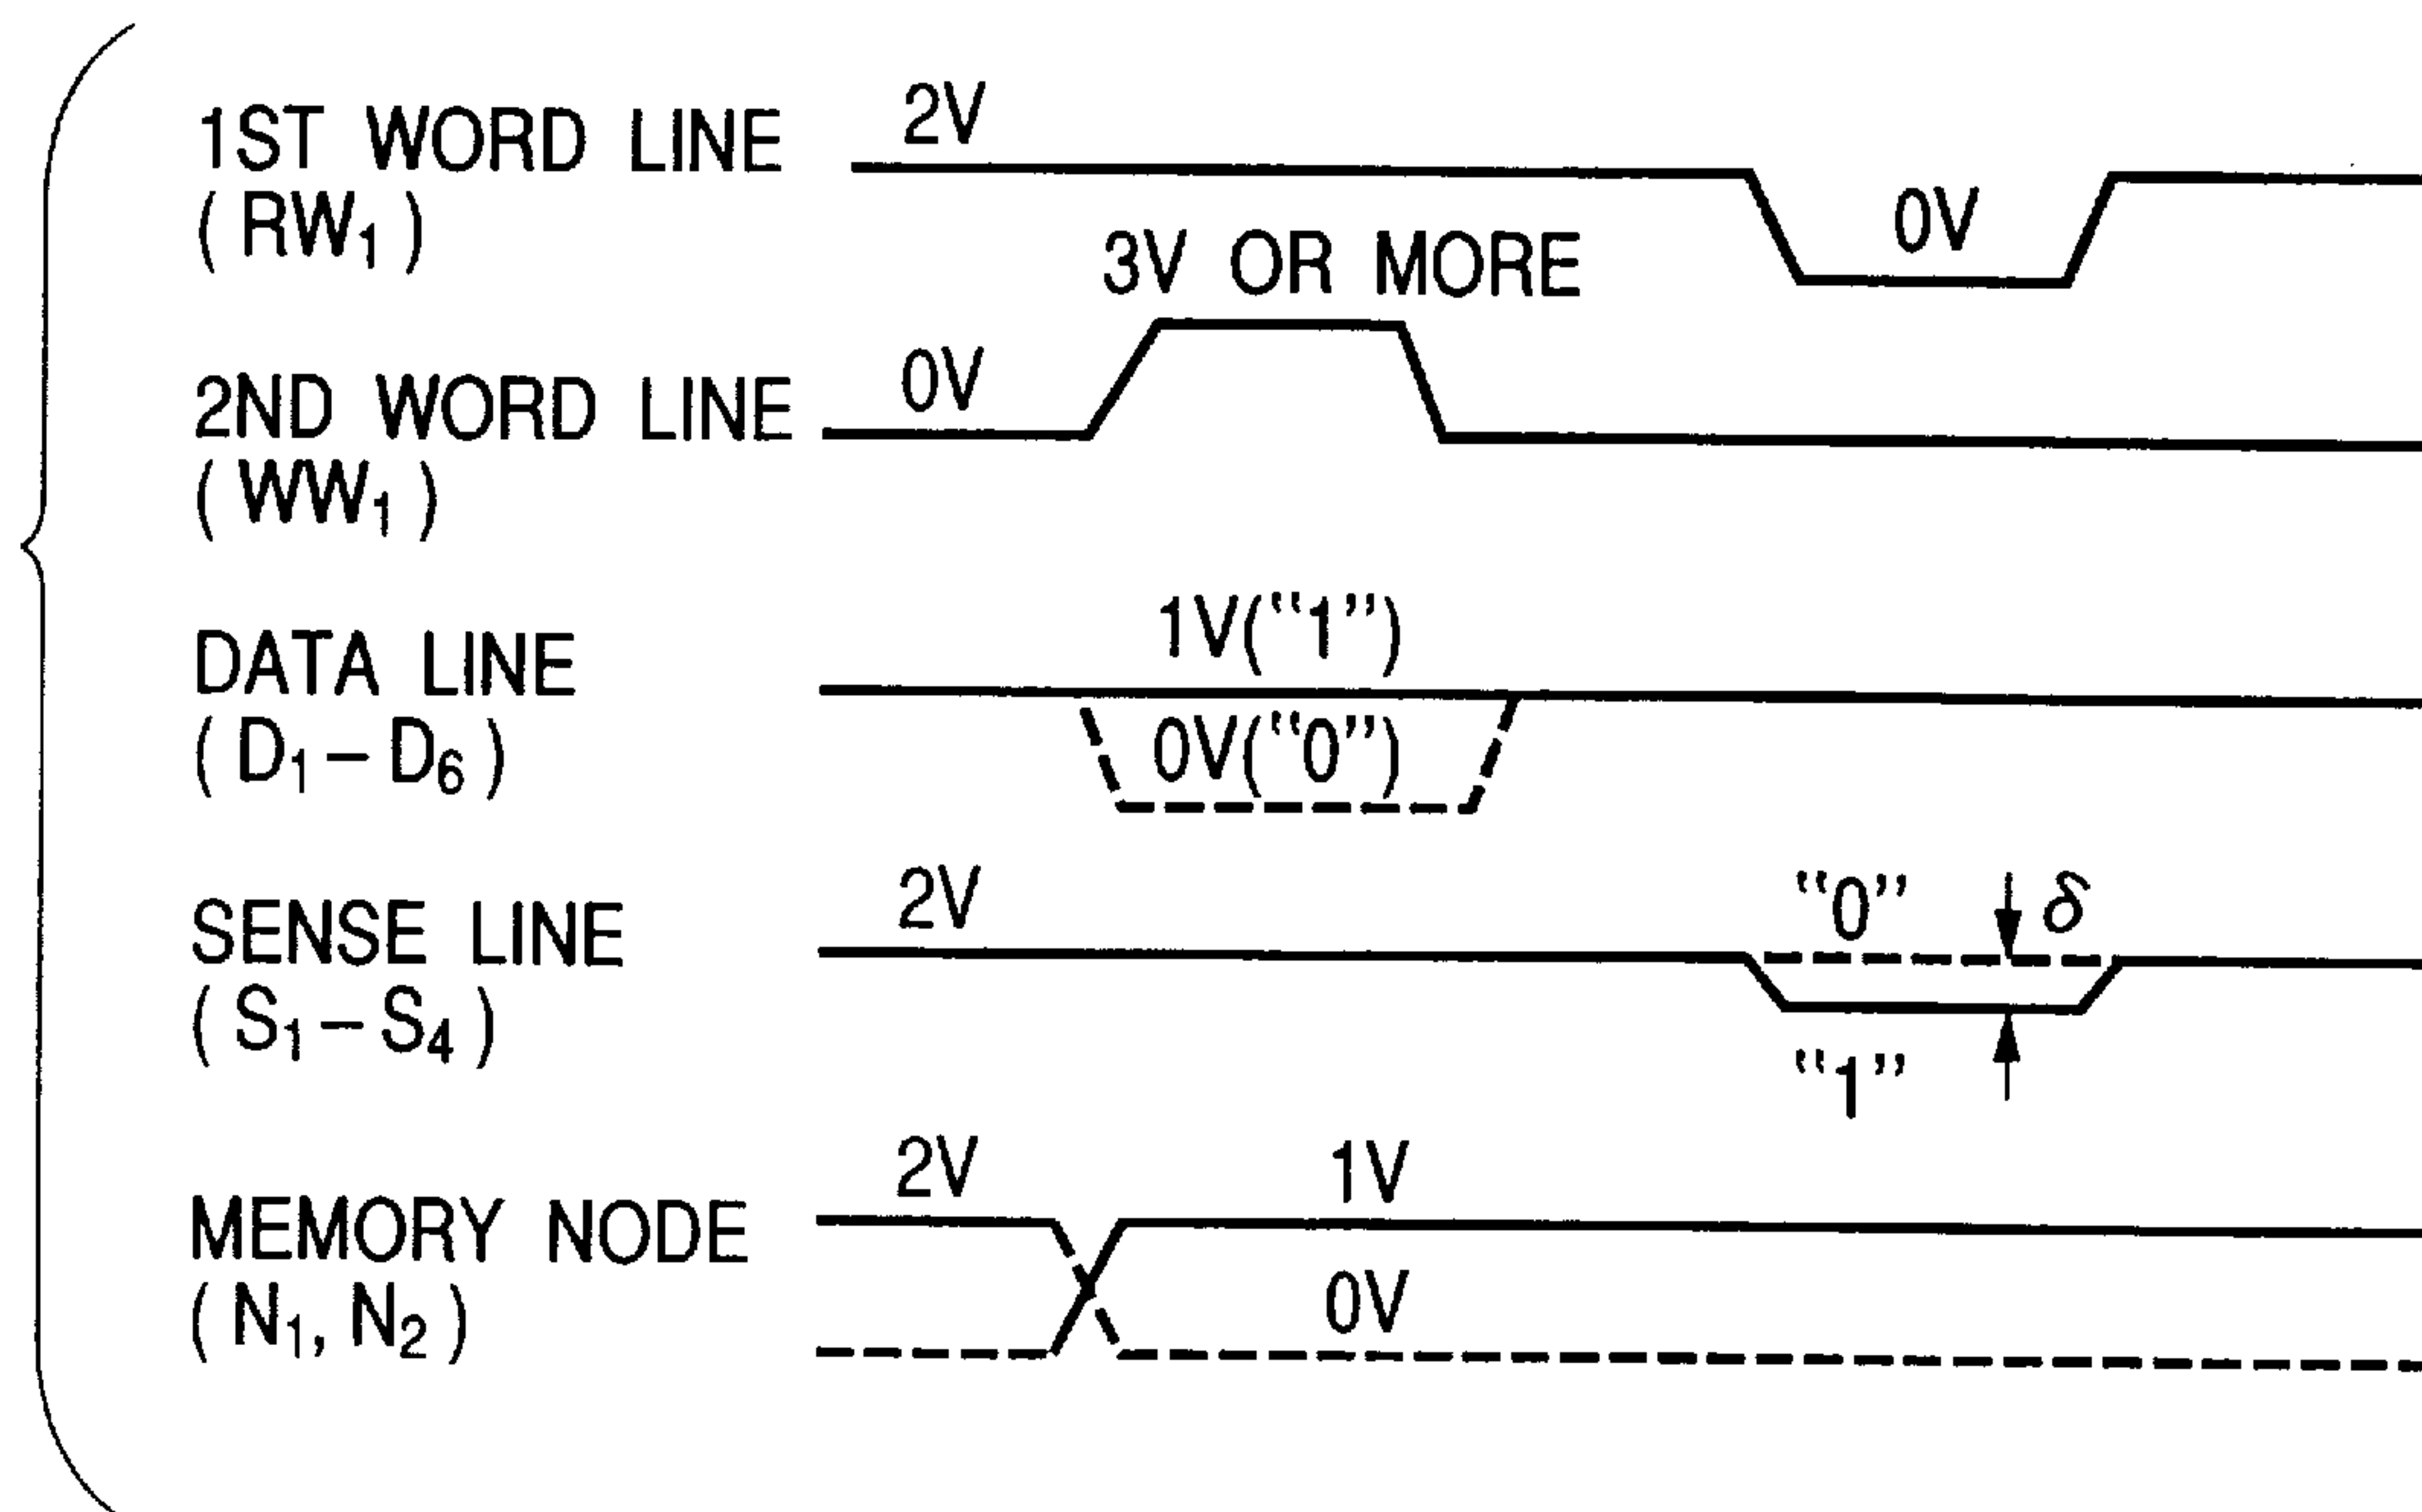 2V
1ST WORD LINE
(RW₁)
0V
3V OR MORE
0V
2ND WORD LINE
(WW₁)
1V(“1”)
DATA LINE
(D₁–D₆)
0V(“0”)
2V
“0” δ
SENSE LINE
(S₁–S₄)
“1”
2V 1V
MEMORY NODE
(N₁, N₂)
0V